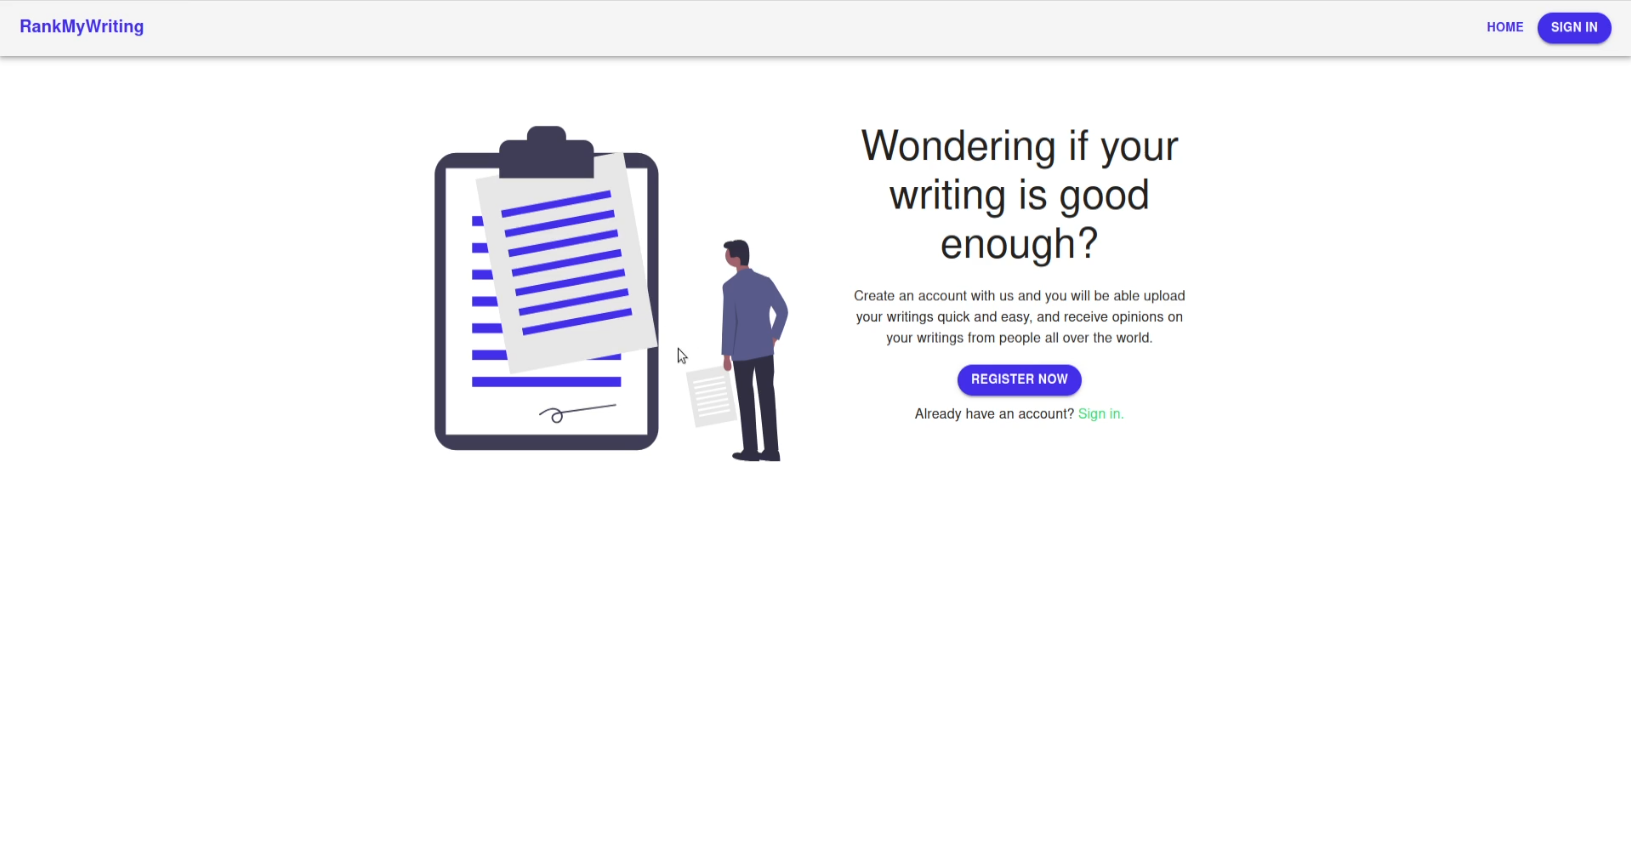 RankMyWriting
HOME
SIGN IN
Wondering if your
writing is good
enough?
Create an account with us and you will be able upload
your writings quick and easy, and receive opinions on
your writings from people all over the world.
REGISTER NOW
Already have an account? Sign in.